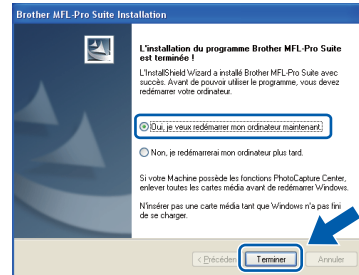 Brother MFL-Pro Suite Installation
L'installation du programme Brother MFL-Pro Suite
est terminée !
L'InstallShield Wizard a installé Brother MFL-Pro Suite avec
succès. Avant de pouvoir utiliser le programme, vous devez
redémarrer votre ordinateur.
Oui, je veux redémarrer mon ordinateur maintenant.
Non, je redémarrerai mon ordinateur plus tard.
Si votre Machine possède les fonctions PhotoCapture Center,
enlever toutes les cartes média avant de redémarrer Windows.
N'insérer pas une carte média tant que Windows n'a pas fini
de se charger.
< Précéden Terminer Annuler